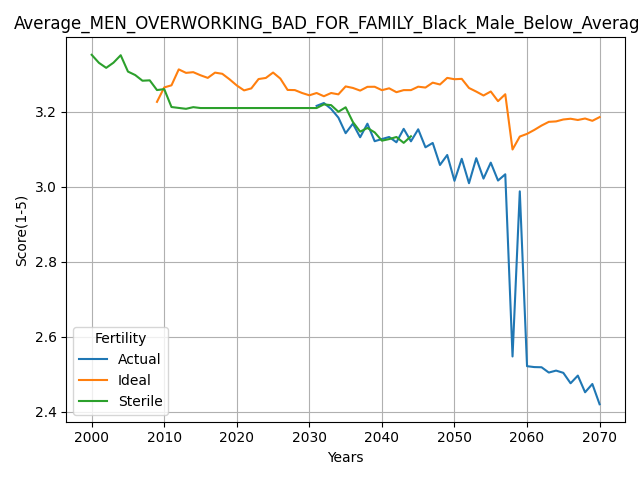 Average_MEN_OVERWORKING_BAD_FOR_FAMILY_Black_Male_Below_Averag
Score(1-5)
3.2
3.0
2.8
2.6
2.4
Fertility
Actual
Ideal
Sterile
2000 2010 2020 2030 2040 2050 2060 2070
Years